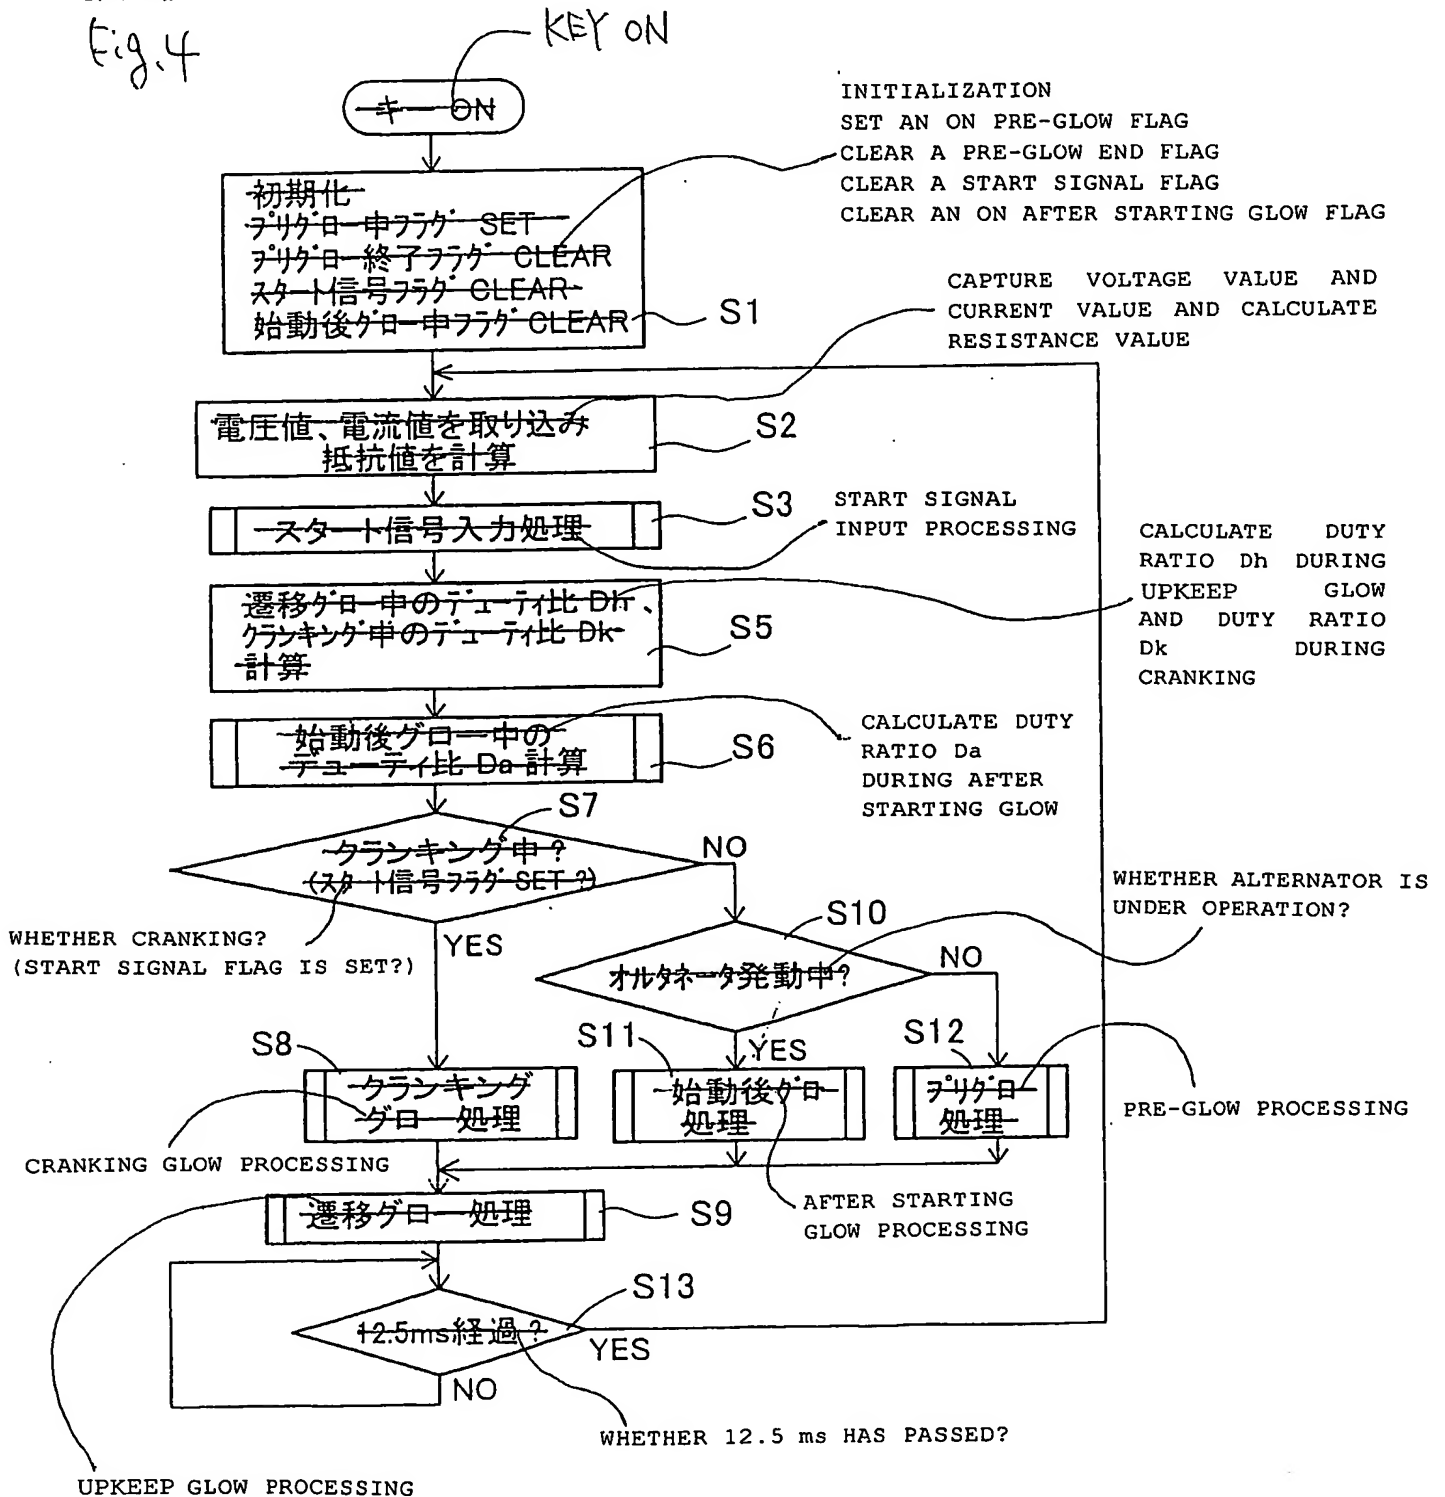 Fig.4
KEY ON
キー ON
INITIALIZATION
SET AN ON PRE-GLOW FLAG
CLEAR A PRE-GLOW END FLAG
CLEAR A START SIGNAL FLAG
CLEAR AN ON AFTER STARTING GLOW FLAG
初期化
プリグロー中フラグ SET
プリグロー終了フラグ CLEAR
スタート信号フラグ CLEAR
始動後グロー中フラグ CLEAR
S1
CAPTURE VOLTAGE VALUE AND
CURRENT VALUE AND CALCULATE
RESISTANCE VALUE
電圧値、電流値を取り込み
抵抗値を計算
S2
スタート信号入力処理
S3
START SIGNAL
INPUT PROCESSING
CALCULATE DUTY
RATIO Dh DURING
UPKEEP GLOW
AND DUTY RATIO
Dk DURING
CRANKING
遷移グロー中のデューティ比 Dh、
クランキング中のデューティ比 Dk
計算
S5
始動後グロー中の
デューティ比 Da 計算
S6
CALCULATE DUTY
RATIO Da
DURING AFTER
STARTING GLOW
S7
クランキング中?
(スタート信号フラグ SET ?)
NO
YES
WHETHER CRANKING?
(START SIGNAL FLAG IS SET?)
WHETHER ALTERNATOR IS
UNDER OPERATION?
S10
オルタネータ発動中?
NO
YES
S8
クランキング
グロー処理
CRANKING GLOW PROCESSING
S11
始動後グロー
処理
S12
プリグロー
処理
PRE-GLOW PROCESSING
AFTER STARTING
GLOW PROCESSING
遷移グロー処理
S9
S13
12.5ms経過?
YES
NO
WHETHER 12.5 ms HAS PASSED?
UPKEEP GLOW PROCESSING